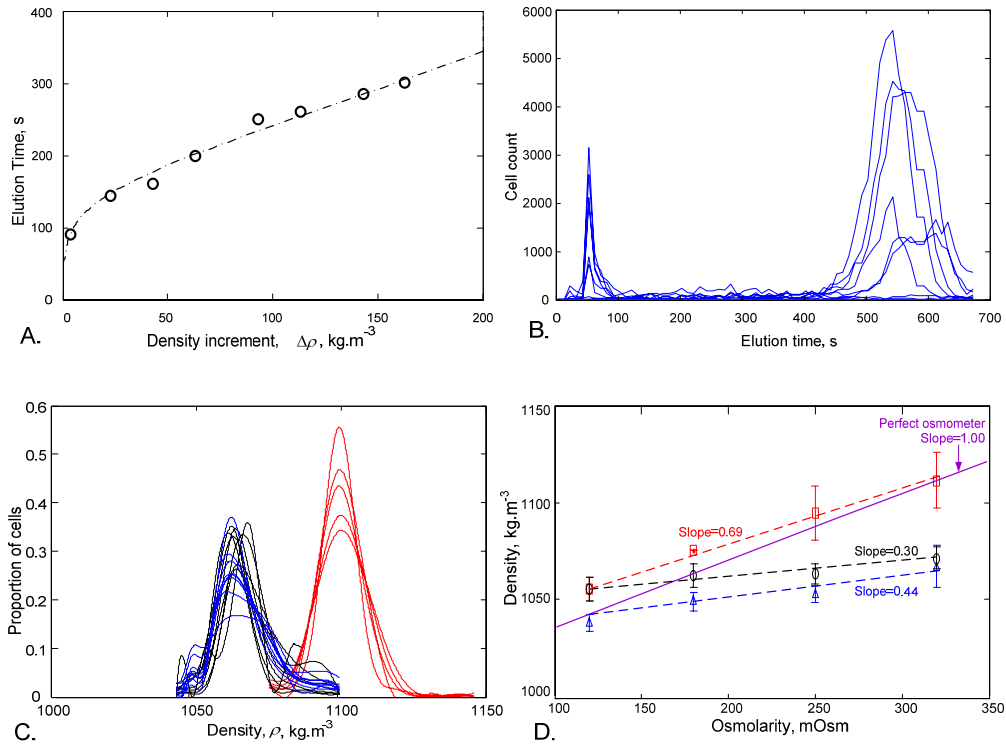 400
300
200
100
0
Elution Time, s
0
50
100
150
200
Density increment, Δρ, kg.m-3
A.
6000
5000
4000
3000
2000
1000
0
Cell count
0
100
200
300
400
500
600
700
Elution time, s
B.
0.6
0.5
0.4
0.3
0.2
0.1
0
Proportion of cells
1000
1050
1100
1150
Density, ρ, kg.m-3
C.
1150
1100
1050
1000
Density, kg.m-3
Perfect osmometer
Slope=1.00
Slope=0.69
Slope=0.30
Slope=0.44
100
150
200
250
300
350
Osmolarity, mOsm
D.